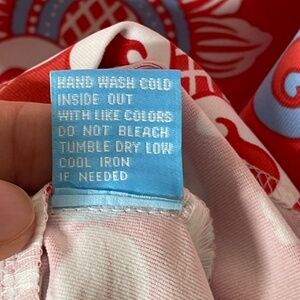 HAND WASH COLD
INSIDE OUT
WITH LIKE COLORS
DO NOT BLEACH
TUMBLE DRY LOW
COOL IRON
IF NEEDED